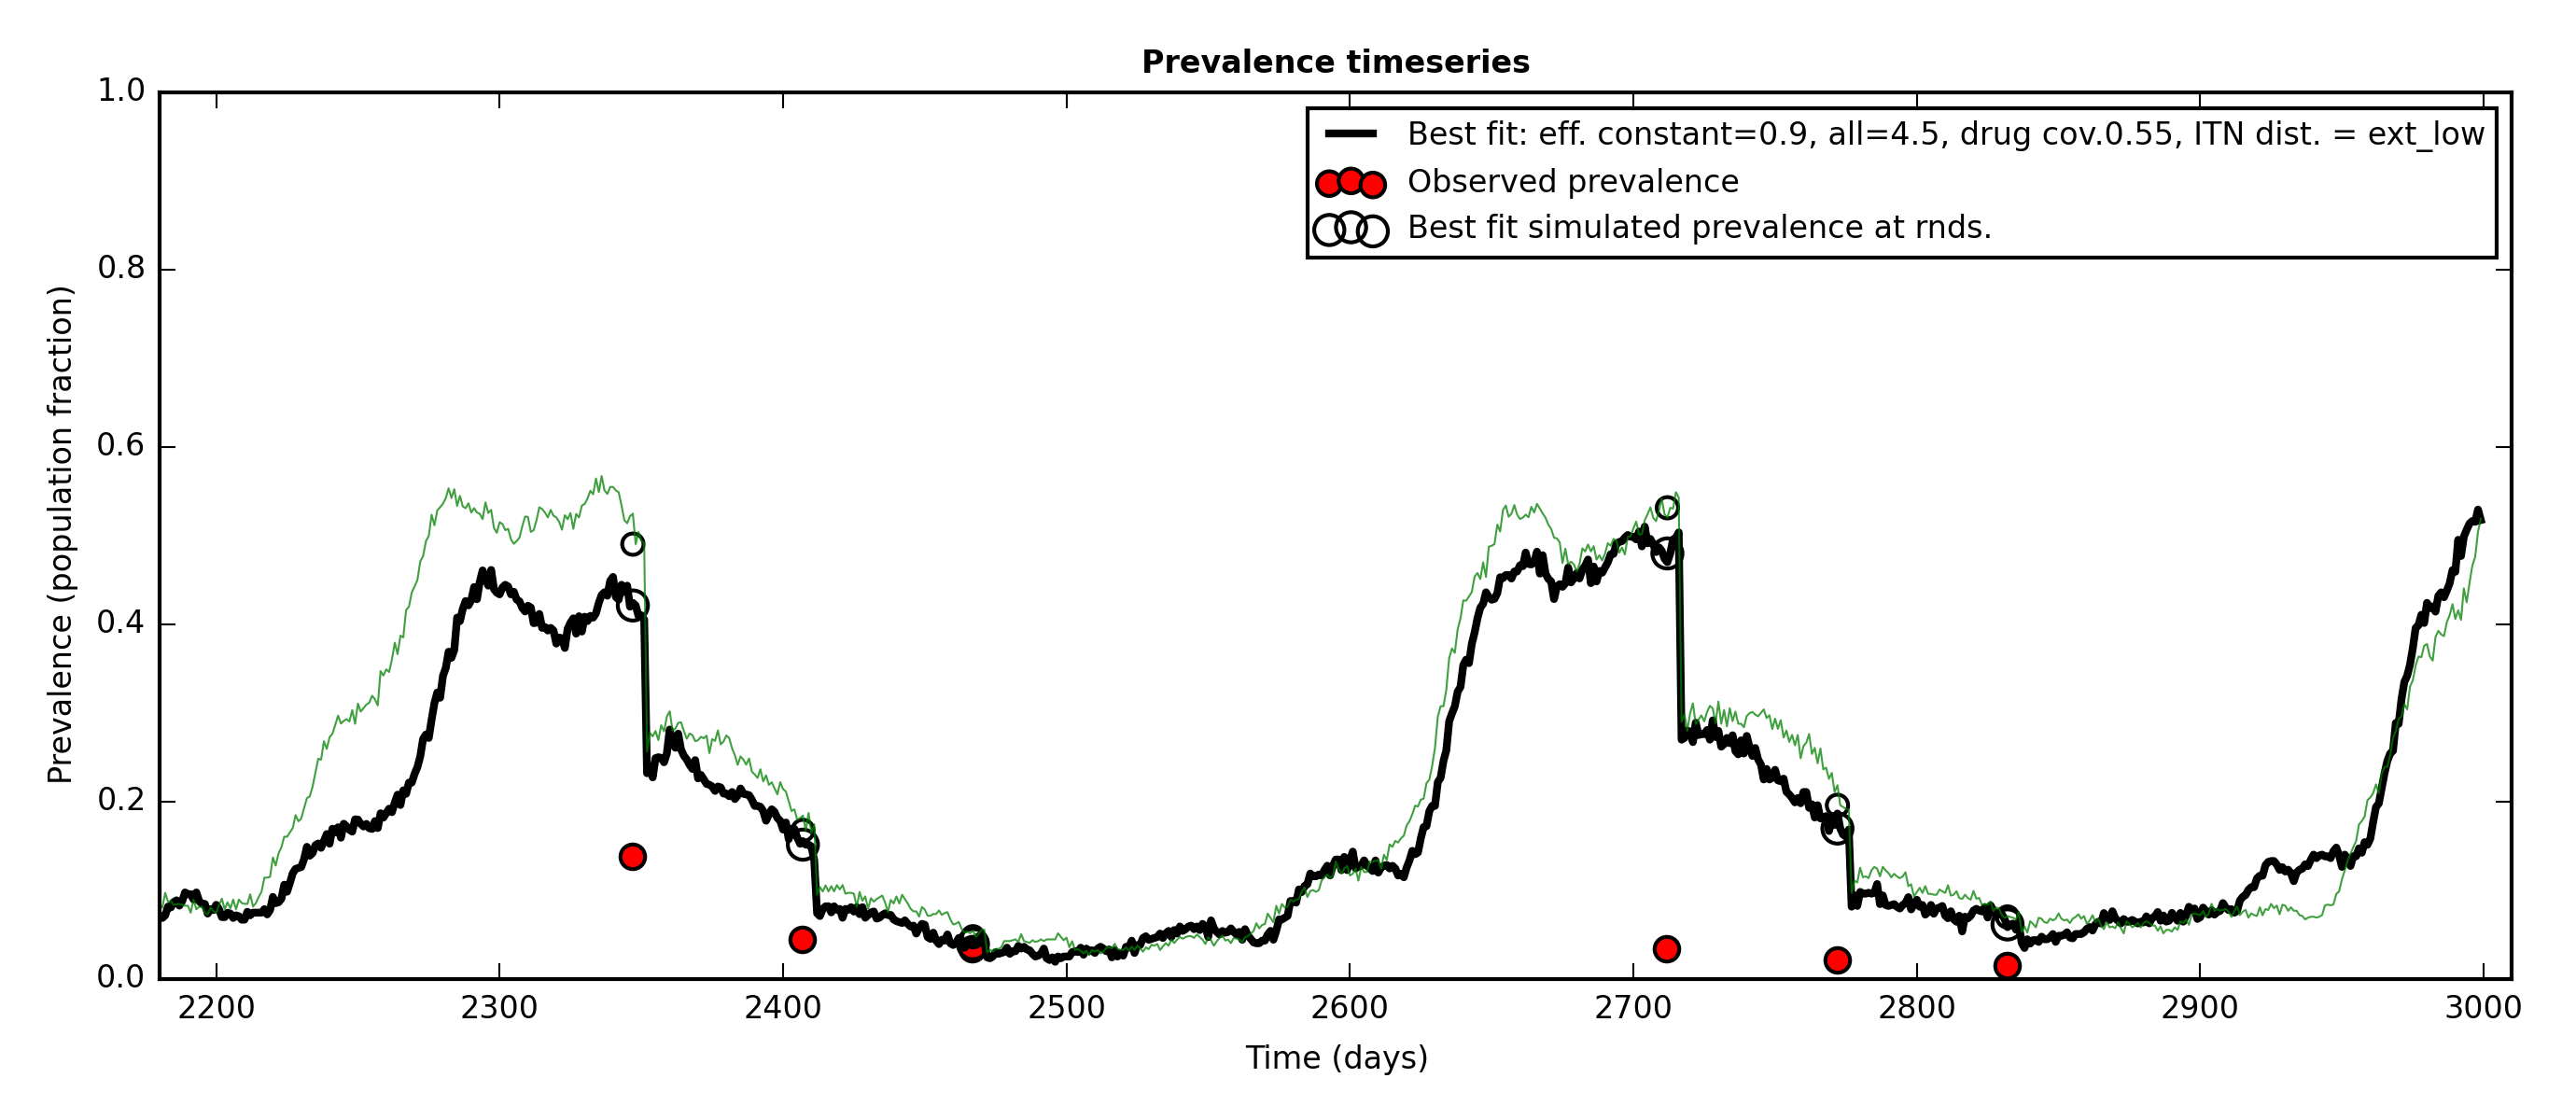 Prevalence timeseries
1.0
0.8
0.6
0.4
0.2
0.0
Prevalence (population fraction)
Best fit: eff. constant=0.9, all=4.5, drug cov.0.55, ITN dist. = ext_low
Observed prevalence
Best fit simulated prevalence at rnds.
2200 2300 2400 2500 2600 2700 2800 2900 3000
Time (days)